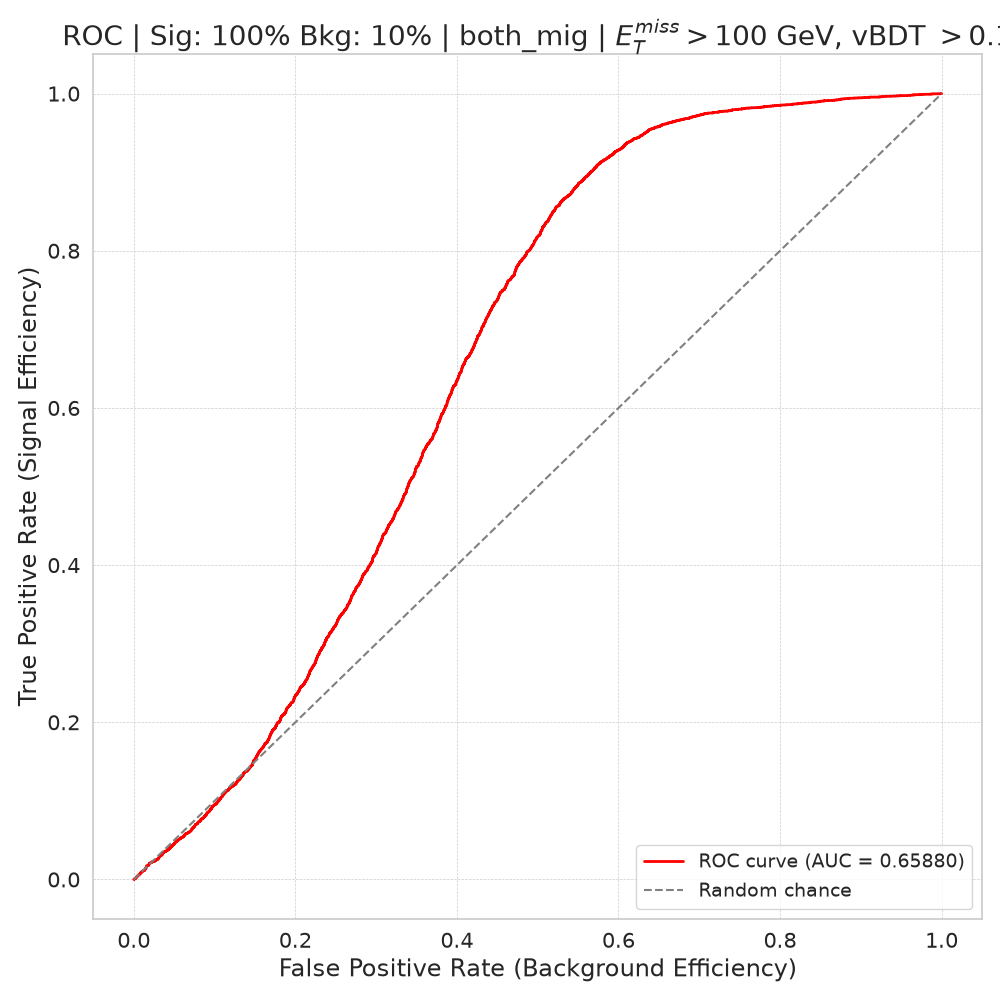 ROC | Sig: 100% Bkg: 10% | both_mig | $E_T^{miss} > 100$ GeV, vBDT $> 0.1
1.0
0.8
0.6
0.4
0.2
0.0
True Positive Rate (Signal Efficiency)
ROC curve (AUC = 0.65880)
Random chance
0.0 0.2 0.4 0.6 0.8 1.0
False Positive Rate (Background Efficiency)